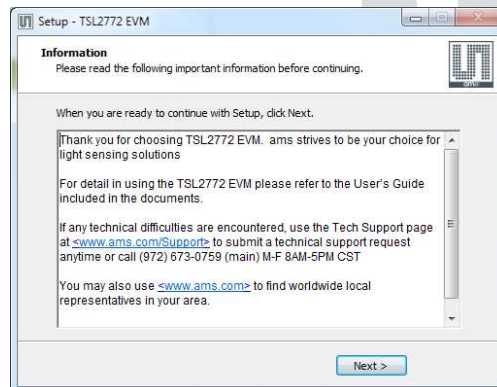 Setup - TSL2772 EVM
Information
Please read the following important information before continuing.
When you are ready to continue with Setup, click Next.
Thank you for choosing TSL2772 EVM. ams strives to be your choice for
light sensing solutions
For detail in using the TSL2772 EVM please refer to the User's Guide
included in the documents.
If any technical difficulties are encountered, use the Tech Support page
at <www.ams.com/Support> to submit a technical support request
anytime or call (972) 673-0759 (main) M-F 8AM-5PM CST
You may also use <www.ams.com> to find worldwide local
representatives in your area.
Next >